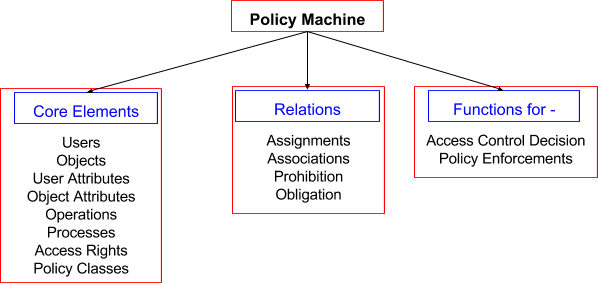 Policy Machine
Core Elements
Users
Objects
User Attributes
Object Attributes
Operations
Processes
Access Rights
Policy Classes
Relations
Assignments
Associations
Prohibition
Obligation
Functions for -
Access Control Decision
Policy Enforcements